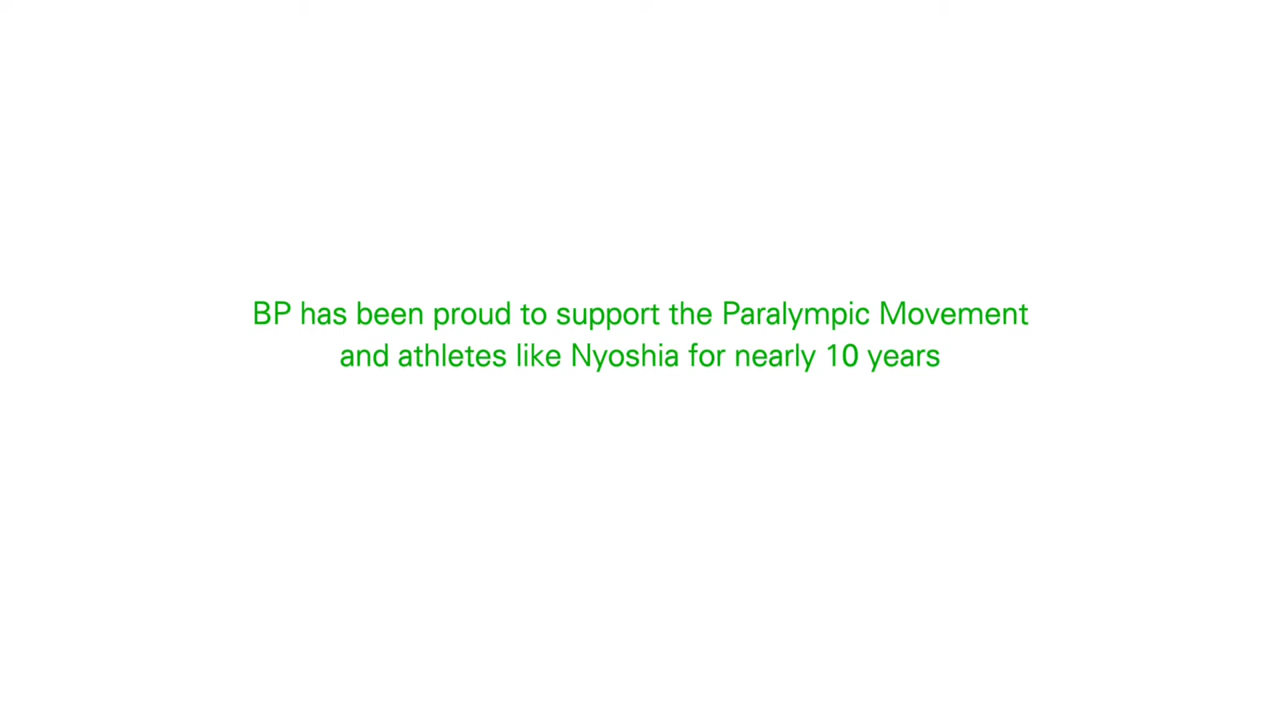 BP has been proud to support the Paralympic Movement
and athletes like Nyoshia for nearly 10 years